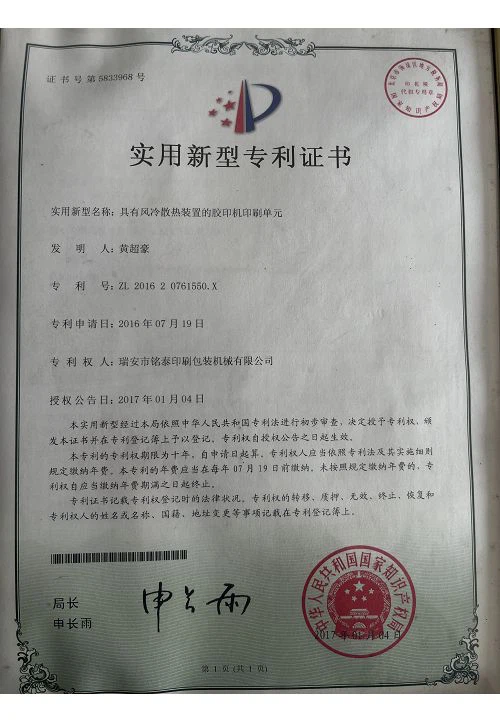 证书号第5833968号
实用新型专利证书
实用新型名称：具有风冷散热装置的胶印机印刷单元
发明人：黄超豪
专利号：ZL 2016 2 0761550.X
专利申请日：2016年07月19日
专利权人：瑞安市铭泰印刷包装机械有限公司
授权公告日：2017年01月04日
本实用新型经过本局依照中华人民共和国专利法进行初步审查，决定授予专利权，颁
发本证书并在专利登记簿上予以登记。专利权自授权公告之日起生效。
本专利的专利权期限为十年，自申请日起算。专利权人应当依照专利法及其实施细则
规定缴纳年费。本专利的年费应当在每年07月19日前缴纳。未按照规定缴纳年费的，专
利权自应当缴纳年费期满之日起终止。
专利证书记载专利权登记时的法律状况。专利权的转移、质押、无效、终止、恢复和
专利权人的姓名或名称、国籍、地址变更等事项记载在专利登记簿上。
局长
申长雨
申长雨
中华人民共和国国家知识产权局
2017年01月04日
第1页（共1页）